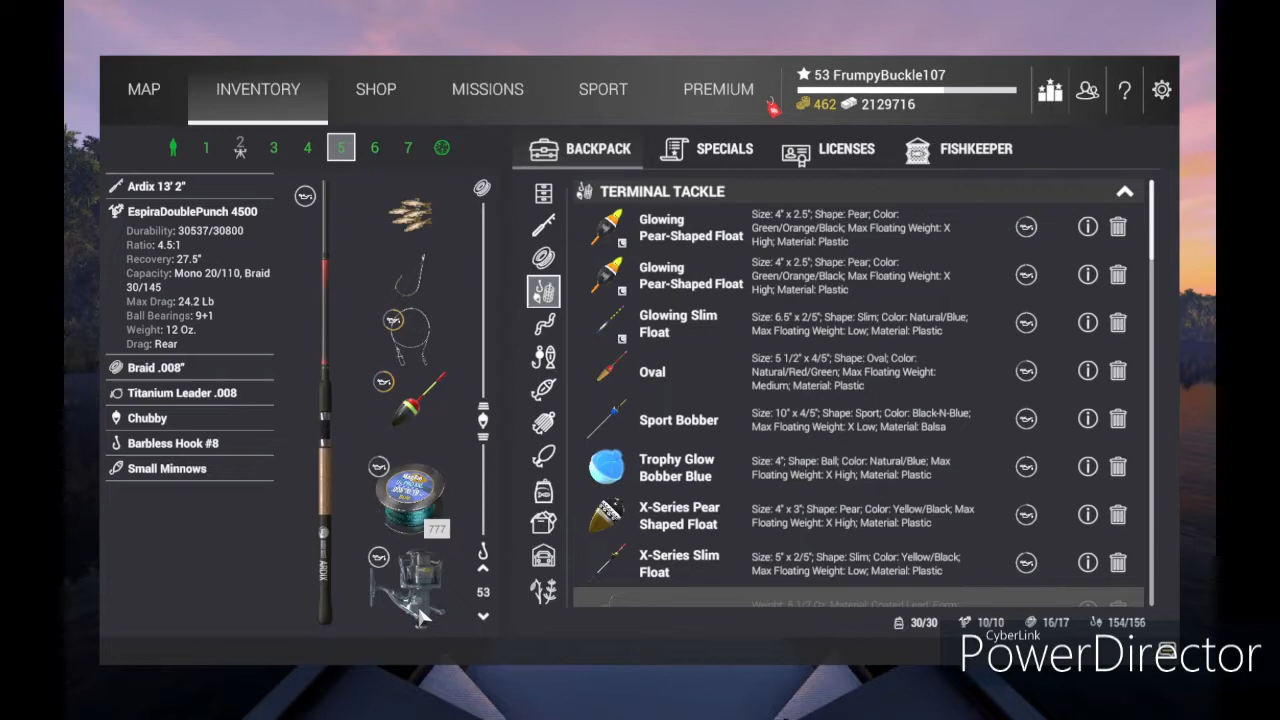 MAP
INVENTORY
SHOP
MISSIONS
SPORT
PREMIUM
53 FrumpyBuckle107
462 2129716
1 2 3 4 5 6 7
BACKPACK
SPECIALS
LICENSES
FISHKEEPER
Ardix 13' 2"
EspiraDoublePunch 4500
Durability: 30537/30800
Ratio: 4.5:1
Recovery: 27.5"
Capacity: Mono 20/110, Braid
30/145
Max Drag: 24.2 Lb
Ball Bearings: 9+1
Weight: 12 Oz.
Drag: Rear
Braid .008"
Titanium Leader .008
Chubby
Barbless Hook #8
Small Minnows
777
53
TERMINAL TACKLE
Glowing
Pear-Shaped Float
Size: 4" x 2.5"; Shape: Pear; Color:
Green/Orange/Black; Max Floating Weight: X
High; Material: Plastic
Glowing
Pear-Shaped Float
Size: 4" x 2.5"; Shape: Pear; Color:
Green/Orange/Black; Max Floating Weight: X
High; Material: Plastic
Glowing Slim
Float
Size: 6.5" x 2/5"; Shape: Slim; Color: Natural/Blue;
Max Floating Weight: Low; Material: Plastic
Oval
Size: 5 1/2" x 4/5"; Shape: Oval; Color:
Natural/Red/Green; Max Floating Weight:
Medium; Material: Plastic
Sport Bobber
Size: 10" x 4/5"; Shape: Sport; Color: Black-N-Blue;
Max Floating Weight: X Low; Material: Balsa
Trophy Glow
Bobber Blue
Size: 4"; Shape: Ball; Color: Natural/Blue; Max
Floating Weight: X High; Material: Plastic
X-Series Pear
Shaped Float
Size: 4" x 3"; Shape: Pear; Color: Yellow/Black; Max
Floating Weight: X High; Material: Plastic
X-Series Slim
Float
Size: 5" x 2/5"; Shape: Slim; Color: Yellow/Black;
Max Floating Weight: Low; Material: Plastic
Weight: 5 1/2 Oz. Material: Coated Lead; Form:
30/30 10/10 16/17 154/156
CyberLink
PowerDirector